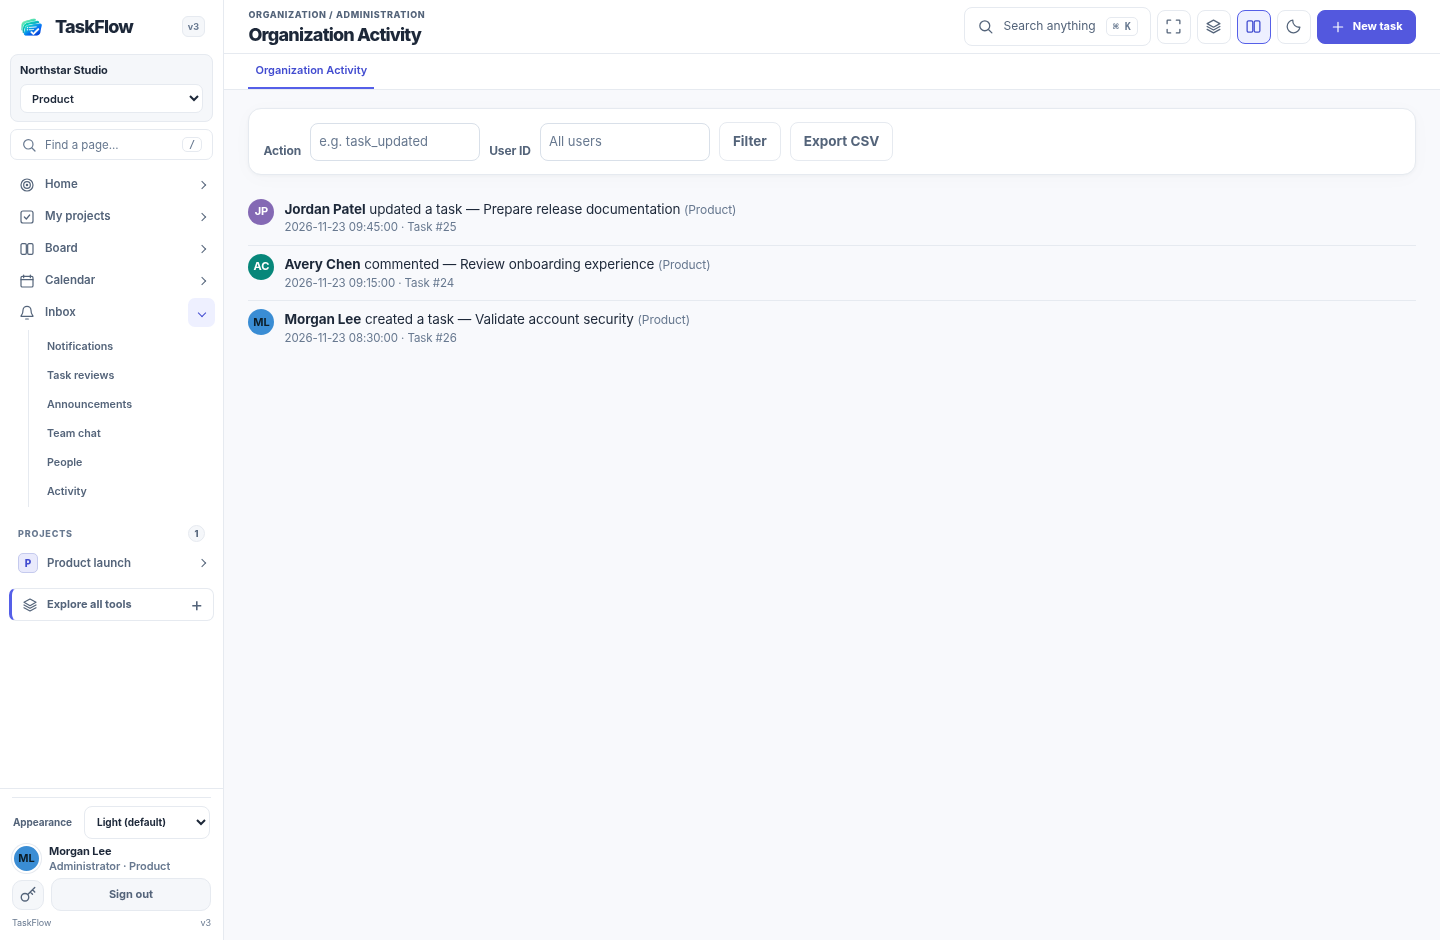 TaskFlow
v3
Northstar Studio
Product
Find a page...
/
Home
My projects
Board
Calendar
Inbox
Notifications
Task reviews
Announcements
Team chat
People
Activity
PROJECTS
1
P
Product launch
Explore all tools
+
Appearance
Light (default)
ML
Morgan Lee
Administrator · Product
Sign out
TaskFlow
v3
ORGANIZATION / ADMINISTRATION
Organization Activity
Search anything
⌘ K
+ New task
Organization Activity
Action
e.g. task_updated
User ID
All users
Filter
Export CSV
JP
Jordan Patel updated a task — Prepare release documentation (Product)
2026-11-23 09:45:00 · Task #25
AC
Avery Chen commented — Review onboarding experience (Product)
2026-11-23 09:15:00 · Task #24
ML
Morgan Lee created a task — Validate account security (Product)
2026-11-23 08:30:00 · Task #26